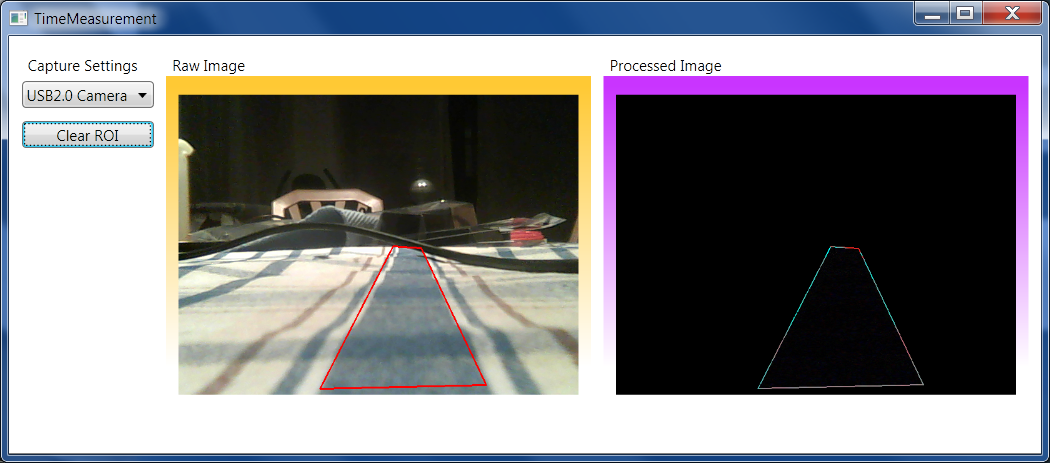 TimeMeasurement
Capture Settings
USB2.0 Camera
Clear ROI
Raw Image
Processed Image